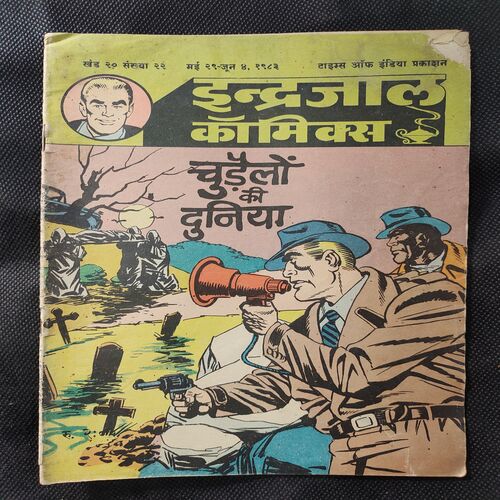 खंड २० संख्या २२ मई २९-जून ४, १९८३ टाइम्स ऑफ इंडिया प्रकाशन
इन्द्रजाल
कॉमिक्स
चुड़ैलों
की
दुनिया